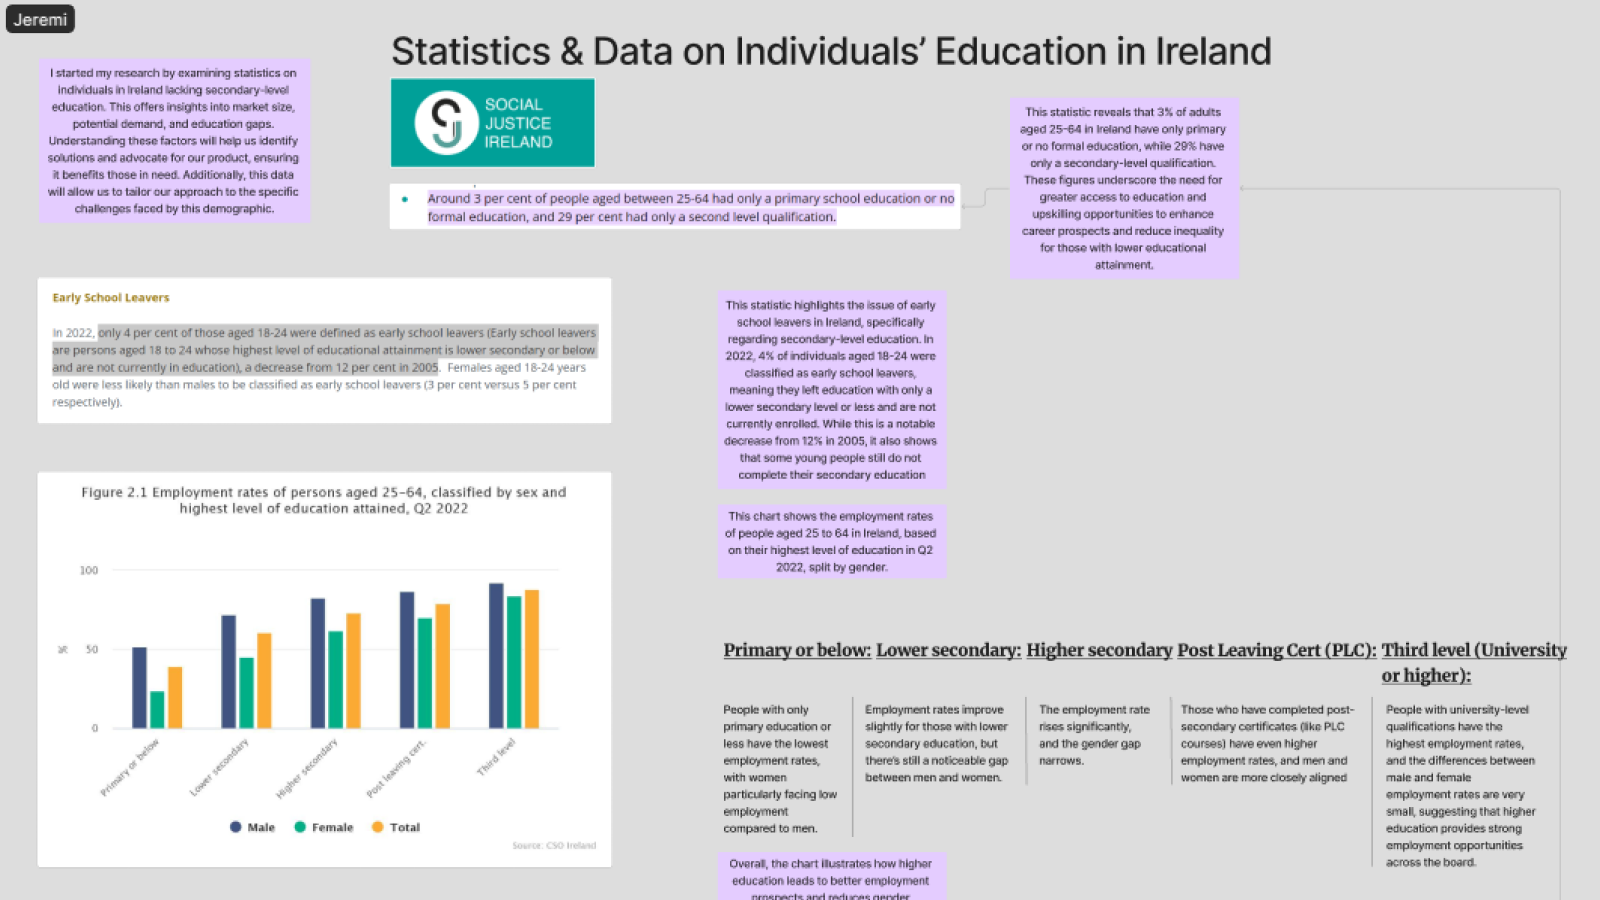 Jeremi
Statistics & Data on Individuals’ Education in Ireland
I started my research by examining statistics on
individuals in Ireland lacking secondary-level
education. This offers insights into market size,
potential demand, and education gaps.
Understanding these factors will help us identify
solutions and advocate for our product, ensuring
it benefits those in need. Additionally, this data
will allow us to tailor our approach to the specific
challenges faced by this demographic.
SOCIAL
JUSTICE
IRELAND
• Around 3 per cent of people aged between 25-64 had only a primary school education or no
formal education, and 29 per cent had only a second level qualification.
This statistic reveals that 3% of adults
aged 25-64 in Ireland have only primary
or no formal education, while 29% have
only a secondary-level qualification.
These figures underscore the need for
greater access to education and
upskilling opportunities to enhance
career prospects and reduce inequality
for those with lower educational
attainment.
Early School Leavers
In 2022, only 4 per cent of those aged 18-24 were defined as early school leavers (Early school leavers
are persons aged 18 to 24 whose highest level of educational attainment is lower secondary or below
and are not currently in education), a decrease from 12 per cent in 2005. Females aged 18-24 years
old were less likely than males to be classified as early school leavers (3 per cent versus 5 per cent
respectively).
This statistic highlights the issue of early
school leavers in Ireland, specifically
regarding secondary-level education. In
2022, 4% of individuals aged 18-24 were
classified as early school leavers,
meaning they left education with only a
lower secondary level or less and are not
currently enrolled. While this is a notable
decrease from 12% in 2005, it also shows
that some young people still do not
complete their secondary education
Figure 2.1 Employment rates of persons aged 25-64, classified by sex and
highest level of education attained, Q2 2022
100
50
0
%
Primary or below
Lower secondary
Higher secondary
Post leaving cert.
Third level
Male Female Total
Source: CSO Ireland
This chart shows the employment rates
of people aged 25 to 64 in Ireland, based
on their highest level of education in Q2
2022, split by gender.
Primary or below:
People with only
primary education or
less have the lowest
employment rates,
with women
particularly facing low
employment
compared to men.
Lower secondary:
Employment rates improve
slightly for those with lower
secondary education, but
there's still a noticeable gap
between men and women.
Higher secondary
The employment rate
rises significantly,
and the gender gap
narrows.
Post Leaving Cert (PLC):
Those who have completed post-
secondary certificates (like PLC
courses) have even higher
employment rates, and men and
women are more closely aligned
Third level (University
or higher):
People with university-level
qualifications have the
highest employment rates,
and the differences between
male and female
employment rates are very
small, suggesting that higher
education provides strong
employment opportunities
across the board.
Overall, the chart illustrates how higher
education leads to better employment
prospects and reduces gender